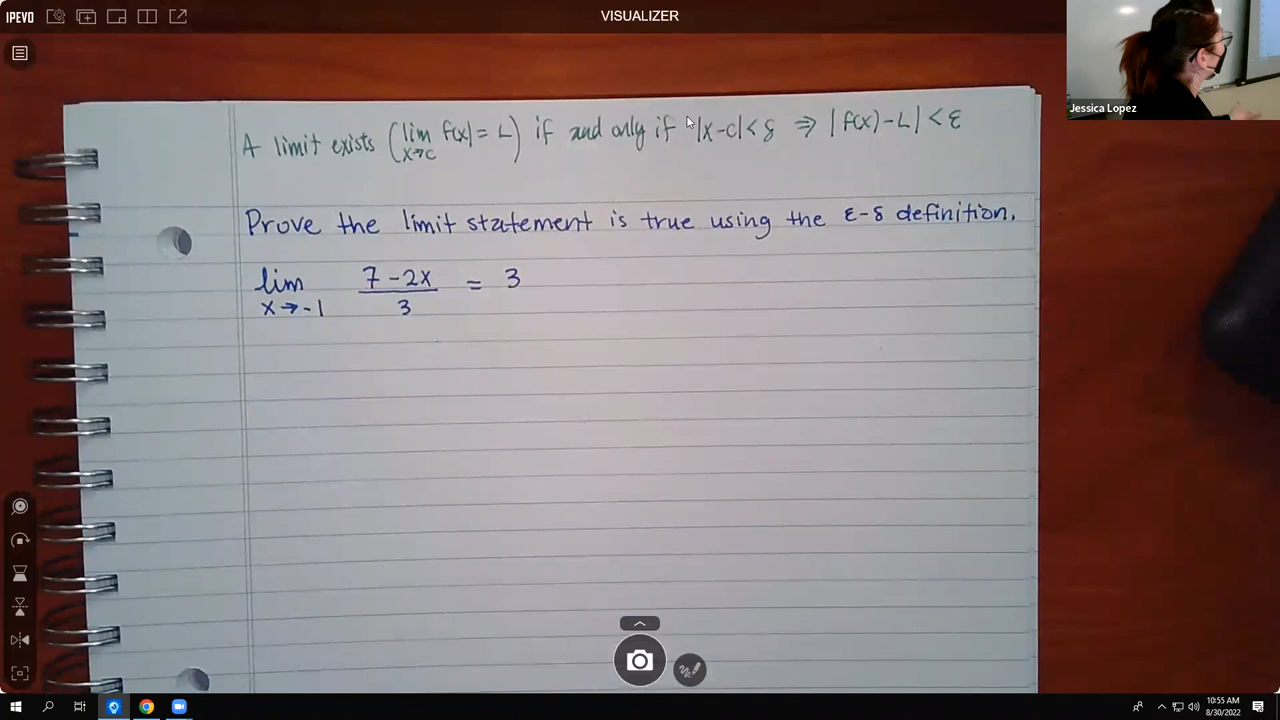 IPEVO
VISUALIZER
Jessica Lopez
A limit exists (lim f(x) = L) if and only if |x-c| < δ ⇒ |f(x)-L| < ε
x→c
Prove the limit statement is true using the ε-δ definition.
lim 7-2x = 3
x→-1 3
10:55 AM
8/30/2022